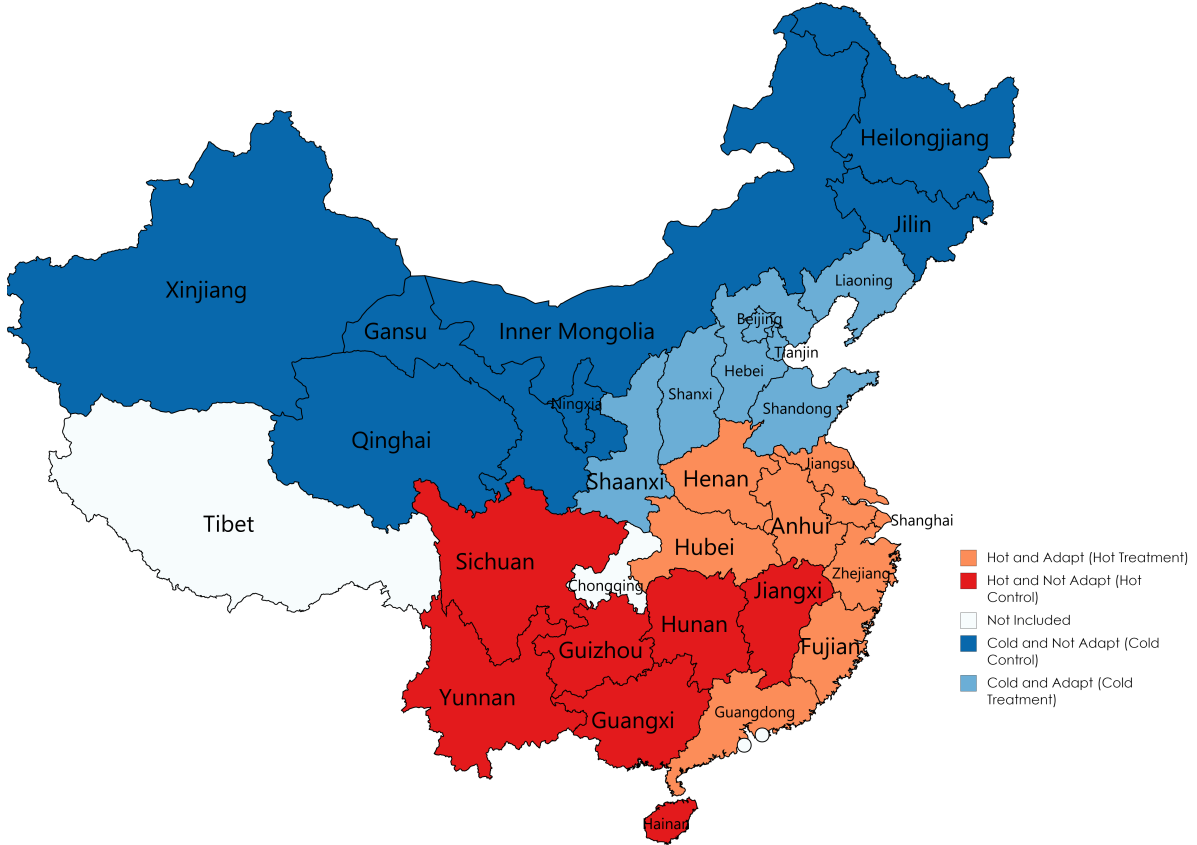 Heilongjiang
Jilin
Liaoning
Xinjiang
Gansu
Inner Mongolia
Beijing
Tianjin
Hebei
Shanxi
Ningxia
Shandong
Qinghai
Jiangsu
Shaanxi
Henan
Tibet
Shanghai
Anhui
Hubei
Sichuan
Zhejiang
Chongqing
Jiangxi
Hunan
Guizhou
Fujian
Yunnan
Guangdong
Guangxi
Hainan
Hot and Adapt (Hot Treatment)
Hot and Not Adapt (Hot
Control)
Not Included
Cold and Not Adapt (Cold
Control)
Cold and Adapt (Cold
Treatment)